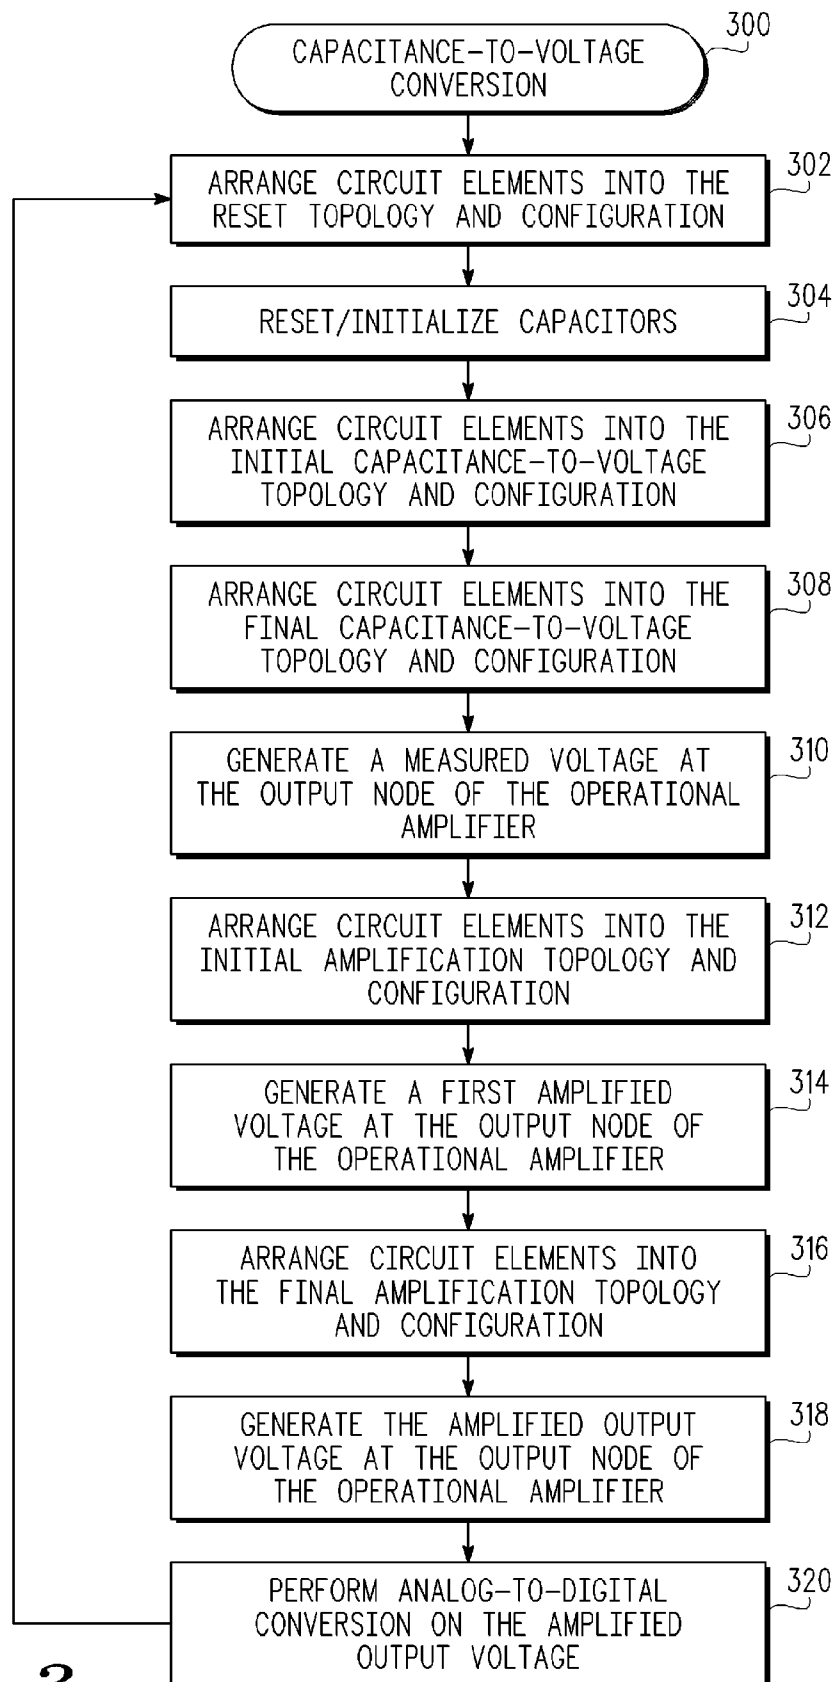 300
CAPACITANCE-TO-VOLTAGE
CONVERSION
302
ARRANGE CIRCUIT ELEMENTS INTO THE
RESET TOPOLOGY AND CONFIGURATION
304
RESET/INITIALIZE CAPACITORS
306
ARRANGE CIRCUIT ELEMENTS INTO THE
INITIAL CAPACITANCE-TO-VOLTAGE
TOPOLOGY AND CONFIGURATION
308
ARRANGE CIRCUIT ELEMENTS INTO THE
FINAL CAPACITANCE-TO-VOLTAGE
TOPOLOGY AND CONFIGURATION
310
GENERATE A MEASURED VOLTAGE AT
THE OUTPUT NODE OF THE OPERATIONAL
AMPLIFIER
312
ARRANGE CIRCUIT ELEMENTS INTO THE
INITIAL AMPLIFICATION TOPOLOGY AND
CONFIGURATION
314
GENERATE A FIRST AMPLIFIED
VOLTAGE AT THE OUTPUT NODE OF
THE OPERATIONAL AMPLIFIER
316
ARRANGE CIRCUIT ELEMENTS INTO
THE FINAL AMPLIFICATION TOPOLOGY
AND CONFIGURATION
318
GENERATE THE AMPLIFIED OUTPUT
VOLTAGE AT THE OUTPUT NODE OF
THE OPERATIONAL AMPLIFIER
320
PERFORM ANALOG-TO-DIGITAL
CONVERSION ON THE AMPLIFIED
OUTPUT VOLTAGE